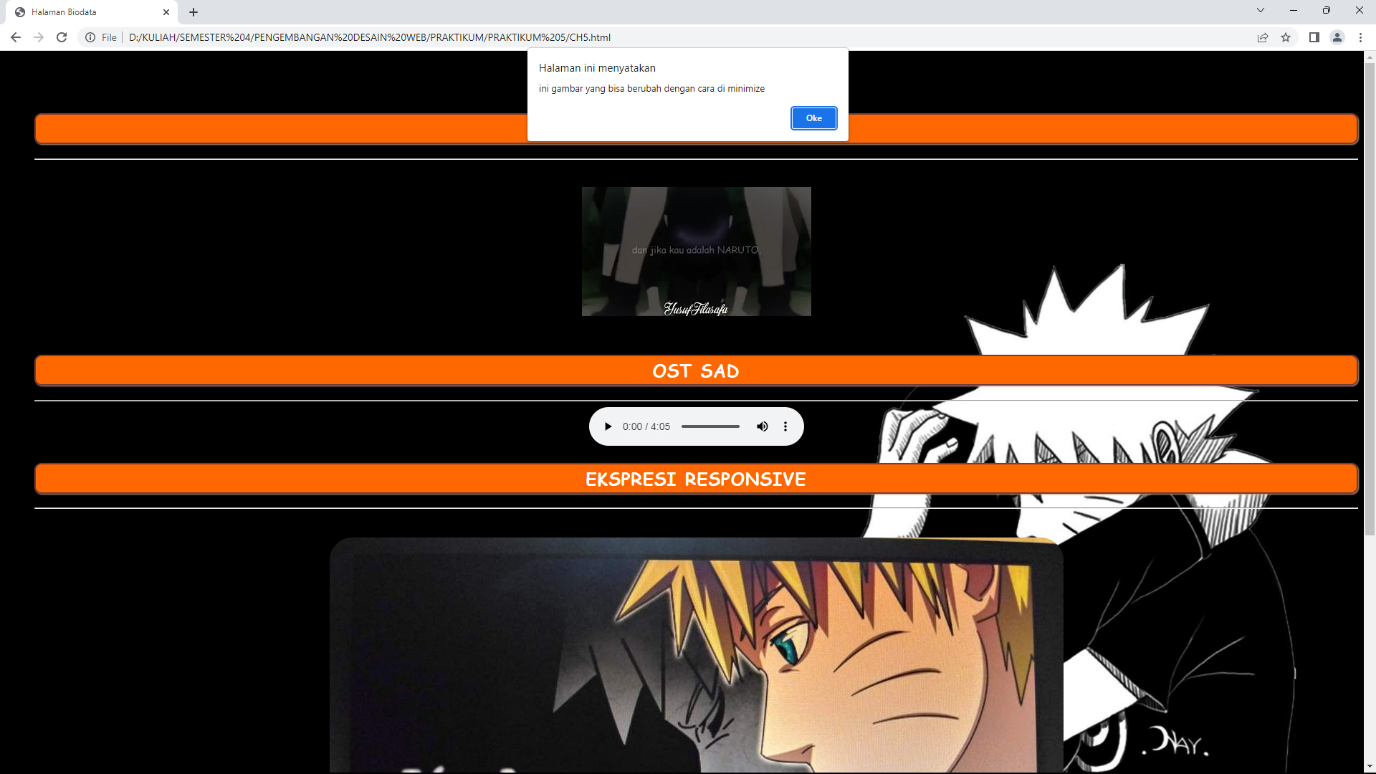 Halaman Biodata
File
D:/KULIAH/SEMESTER%204/PENGEMBANGAN%20DESAIN%20WEB/PRAKTIKUM/PRAKTIKUM%205/CH5.html
Halaman ini menyatakan
ini gambar yang bisa berubah dengan cara di minimize
Oke
dan jika kau adalah NARUTO,
YusufFilasafa
OST SAD
0:00 / 4:05
EKSPRESI RESPONSIVE
.NAY.